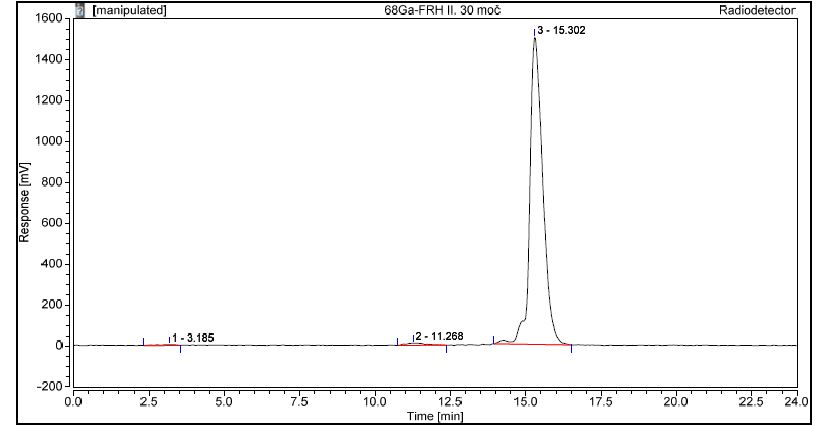 [manipulated] 68Ga-FRH II. 30 moč Radiodetector
1600
1400
1200
1000
800
600
400
200
0
-200
Response [mV]
1 - 3.185
2 - 11.268
3 - 15.302
0.0 2.5 5.0 7.5 10.0 12.5 15.0 17.5 20.0 22.5 24.0
Time [min]